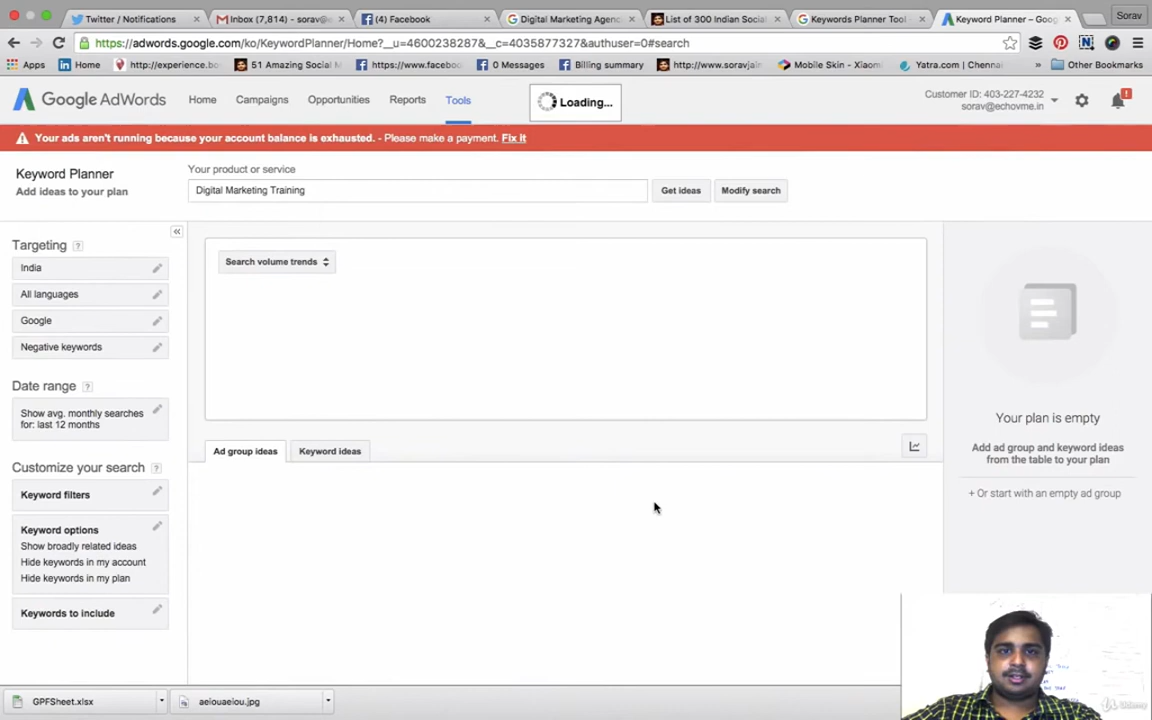 Twitter / Notifications
Inbox (7,814) - sorav@e
(4) Facebook
Digital Marketing Agenc
List of 300 Indian Social
Keywords Planner Tool
Keyword Planner – Goog
Sorav
https://adwords.google.com/ko/KeywordPlanner/Home?__u=4600238287&__c=4035877327&authuser=0#search
Apps
Home
http://experience.bo
51 Amazing Social M
https://www.faceboo
0 Messages
Billing summary
http://www.soravjain
Mobile Skin - Xiaomi
Yatra.com | Chennai
»
Other Bookmarks
Google AdWords
Home
Campaigns
Opportunities
Reports
Tools
Loading...
Customer ID: 403-227-4232
sorav@echovme.in
Your ads aren't running because your account balance is exhausted. - Please make a payment. Fix it
Keyword Planner
Add ideas to your plan
Your product or service
Digital Marketing Training
Get ideas
Modify search
«
Targeting ?
India
All languages
Google
Negative keywords
Date range ?
Show avg. monthly searches
for: last 12 months
Customize your search ?
Keyword filters
Keyword options
Show broadly related ideas
Hide keywords in my account
Hide keywords in my plan
Keywords to include
Search volume trends
Ad group ideas
Keyword ideas
Your plan is empty
Add ad group and keyword ideas
from the table to your plan
+ Or start with an empty ad group
GPFSheet.xlsx
aeiouaeiou.jpg
Udemy